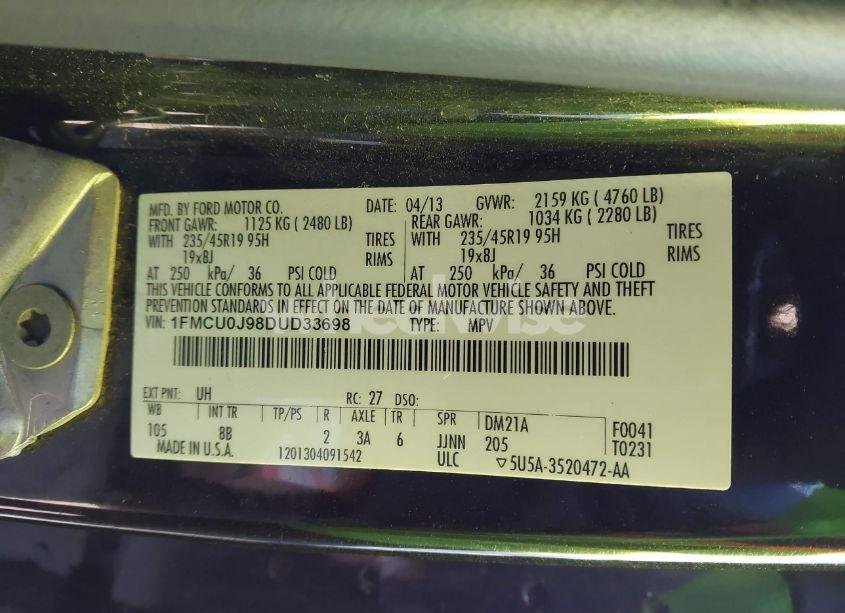 MFD. BY FORD MOTOR CO. DATE: 04/13 GVWR: 2159 KG ( 4760 LB)
FRONT GAWR: 1125 KG ( 2480 LB) REAR GAWR: 1034 KG ( 2280 LB)
WITH 235/45R19 95H TIRES WITH 235/45R19 95H TIRES
19x8J RIMS 19x8J RIMS
AT 250 kPa/ 36 PSI COLD AT 250 kPa/ 36 PSI COLD
THIS VEHICLE CONFORMS TO ALL APPLICABLE FEDERAL MOTOR VEHICLE SAFETY AND THEFT
PREVENTION STANDARDS IN EFFECT ON THE DATE OF MANUFACTURE SHOWN ABOVE.
VIN: 1FMCU0J98DUD33698 TYPE: MPV
EXT PNT: UH RC: 27 DSO:
WB INT TR TP/PS R AXLE TR SPR DM21A F0041
105 8B 2 3A 6 JJNN 205 T0231
MADE IN U.S.A. 1201304091542 ULC ▽5U5A-3520472-AA